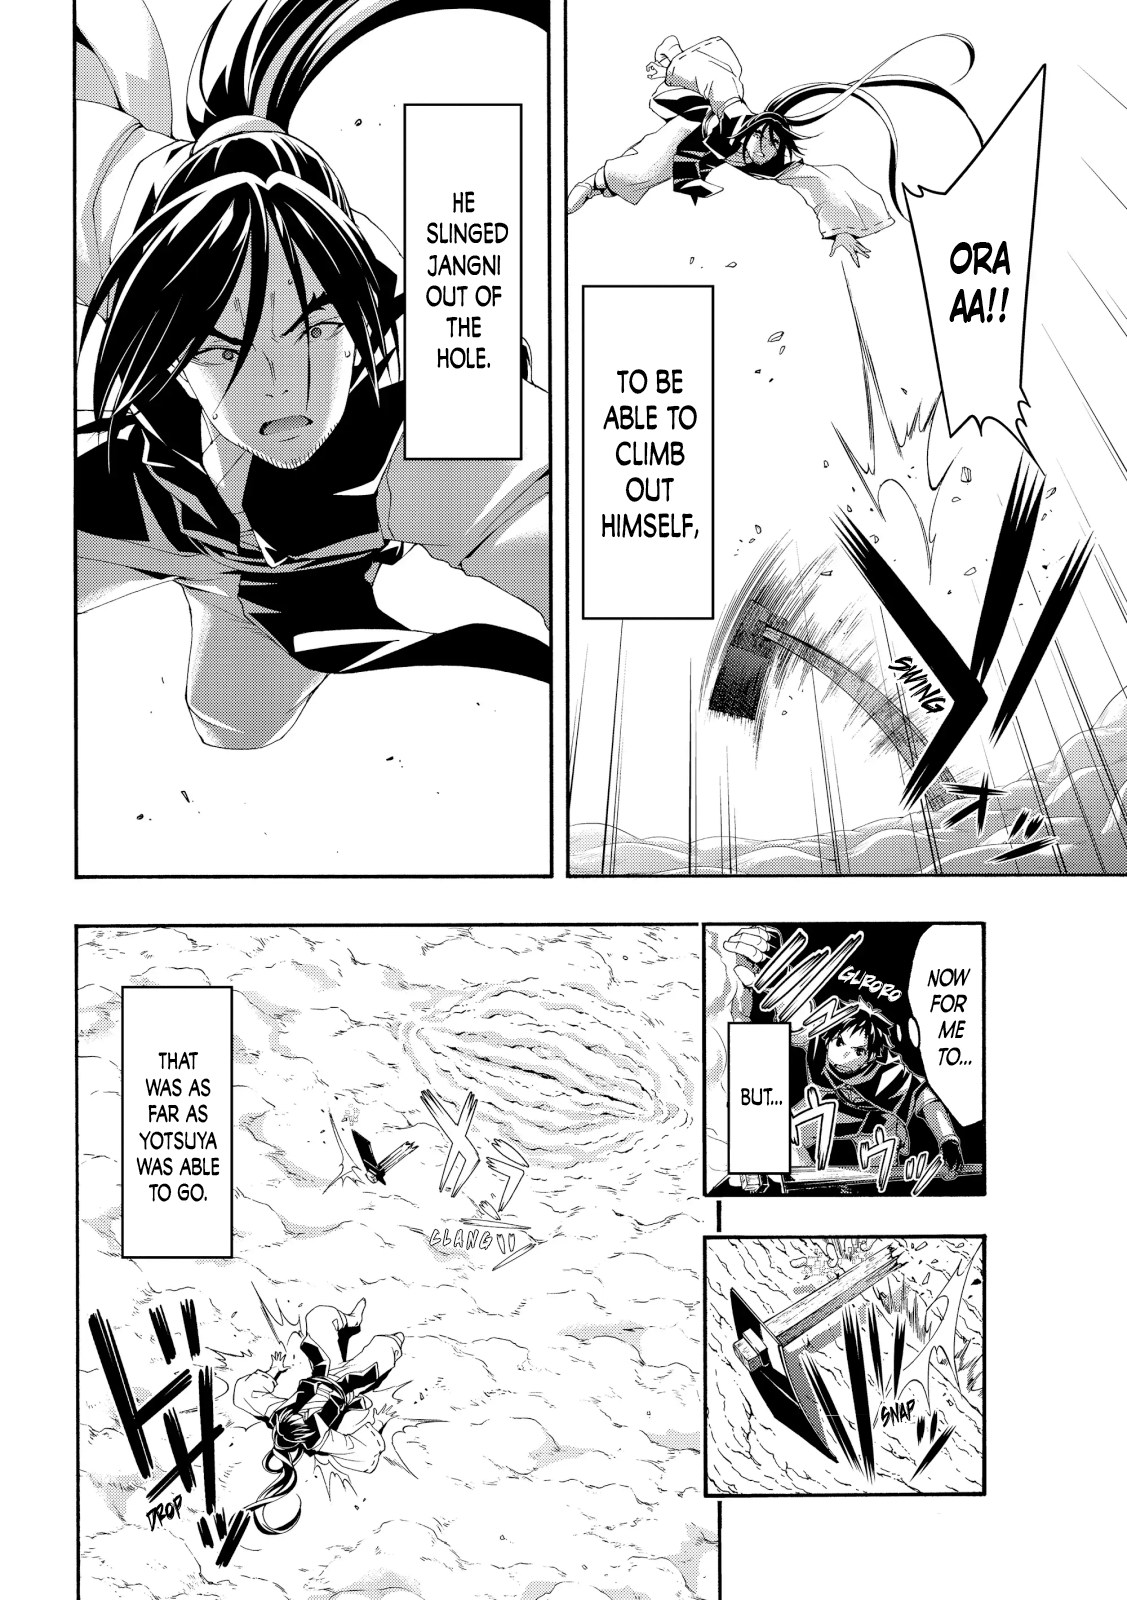 ORA
AA!!
TO BE
ABLE TO
CLIMB
OUT
HIMSELF,
SWING
HE
SLINGED
JANGNI
OUT OF
THE
HOLE.
NOW
FOR
ME
TO...
GURORO
BUT...
SNAP
THAT
WAS AS
FAR AS
YOTSUYA
WAS ABLE
TO GO.
CLANG
DROP